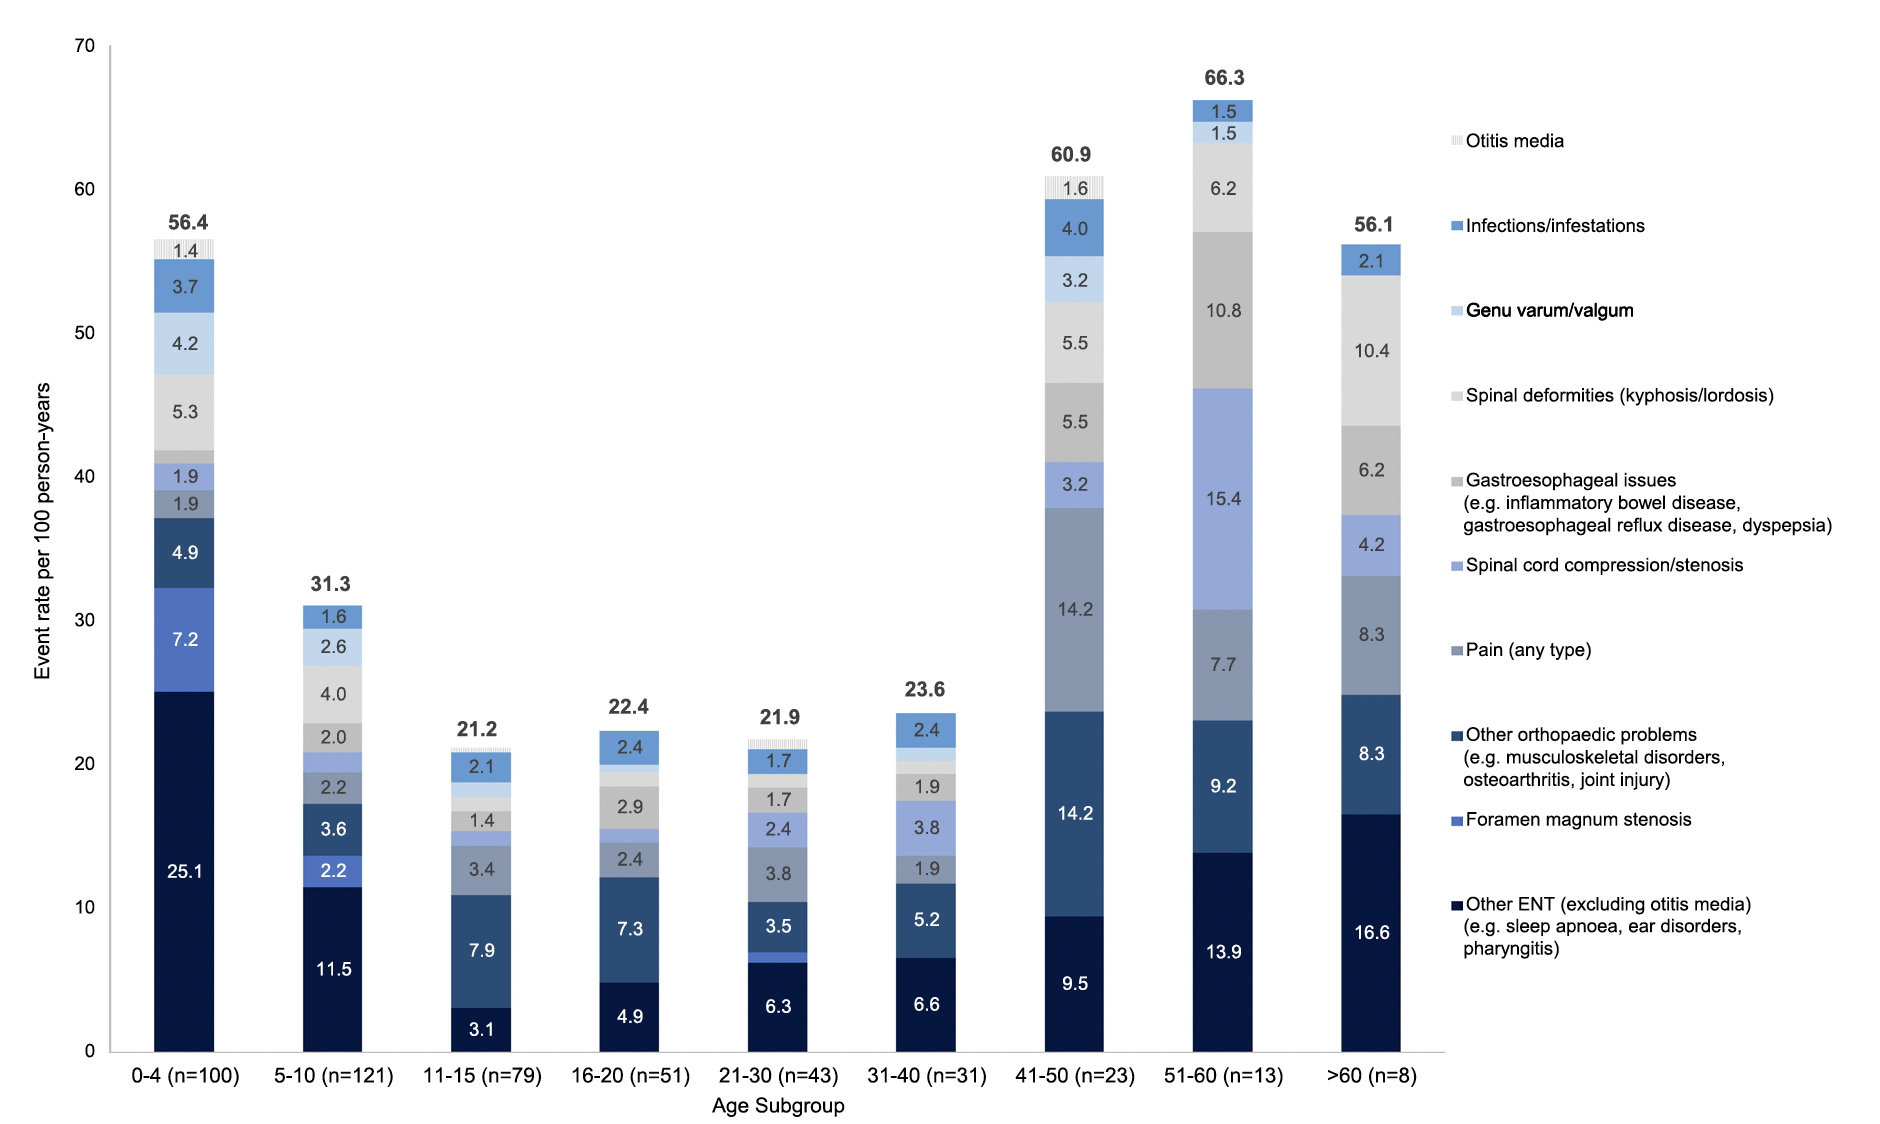 70
60
50
40
30
20
10
0
Event rate per 100 person-years
56.4
1.4
3.7
4.2
5.3
1.9
1.9
4.9
7.2
25.1
31.3
1.6
2.6
4.0
2.0
2.2
3.6
2.2
11.5
21.2
2.1
1.4
3.4
7.9
3.1
22.4
2.4
2.9
2.4
7.3
4.9
21.9
1.7
1.7
2.4
3.8
3.5
6.3
23.6
2.4
1.9
3.8
1.9
5.2
6.6
60.9
1.6
4.0
3.2
5.5
5.5
3.2
14.2
14.2
9.5
66.3
1.5
1.5
6.2
10.8
15.4
7.7
9.2
13.9
56.1
2.1
10.4
6.2
4.2
8.3
8.3
16.6
0-4 (n=100)
5-10 (n=121)
11-15 (n=79)
16-20 (n=51)
21-30 (n=43)
31-40 (n=31)
41-50 (n=23)
51-60 (n=13)
>60 (n=8)
Age Subgroup
Otitis media
Infections/infestations
Genu varum/valgum
Spinal deformities (kyphosis/lordosis)
Gastroesophageal issues
(e.g. inflammatory bowel disease,
gastroesophageal reflux disease, dyspepsia)
Spinal cord compression/stenosis
Pain (any type)
Other orthopaedic problems
(e.g. musculoskeletal disorders,
osteoarthritis, joint injury)
Foramen magnum stenosis
Other ENT (excluding otitis media)
(e.g. sleep apnoea, ear disorders,
pharyngitis)